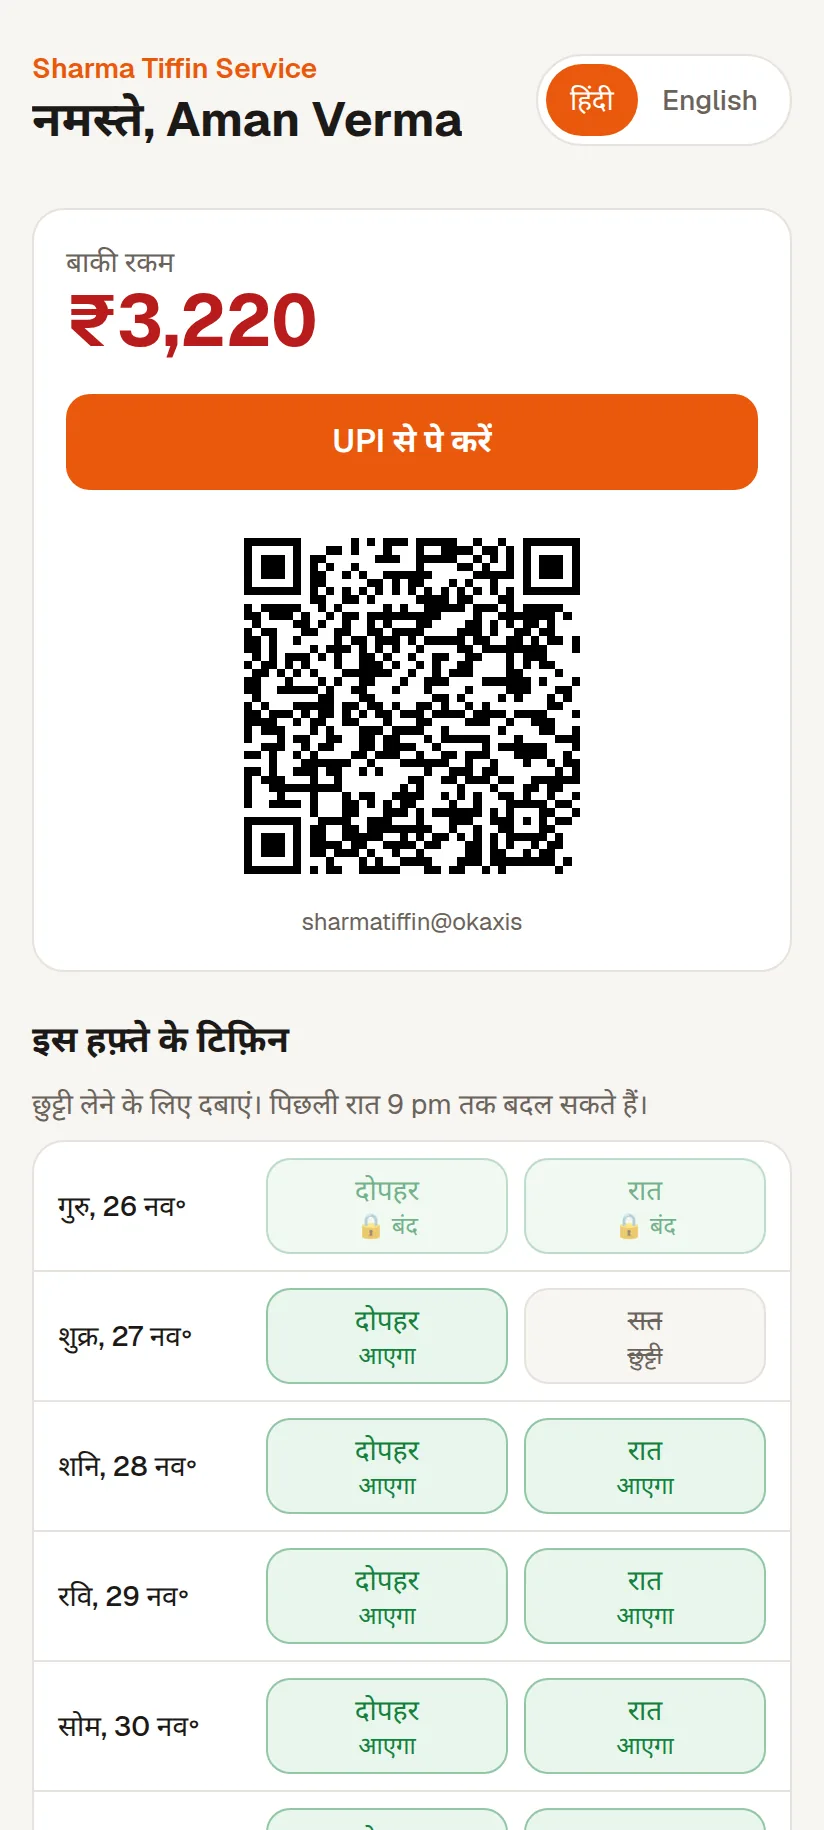 Sharma Tiffin Service
नमस्ते, Aman Verma
हिंदी
English
बाकी रकम
₹3,220
UPI से पे करें
sharmatiffin@okaxis
इस हफ़्ते के टिफ़िन
छुट्टी लेने के लिए दबाएं। पिछली रात 9 pm तक बदल सकते हैं।
गुरु, 26 नव॰
दोपहर
🔒 बंद
रात
🔒 बंद
शुक्र, 27 नव॰
दोपहर
आएगा
रात
छुट्टी
शनि, 28 नव॰
दोपहर
आएगा
रात
आएगा
रवि, 29 नव॰
दोपहर
आएगा
रात
आएगा
सोम, 30 नव॰
दोपहर
आएगा
रात
आएगा